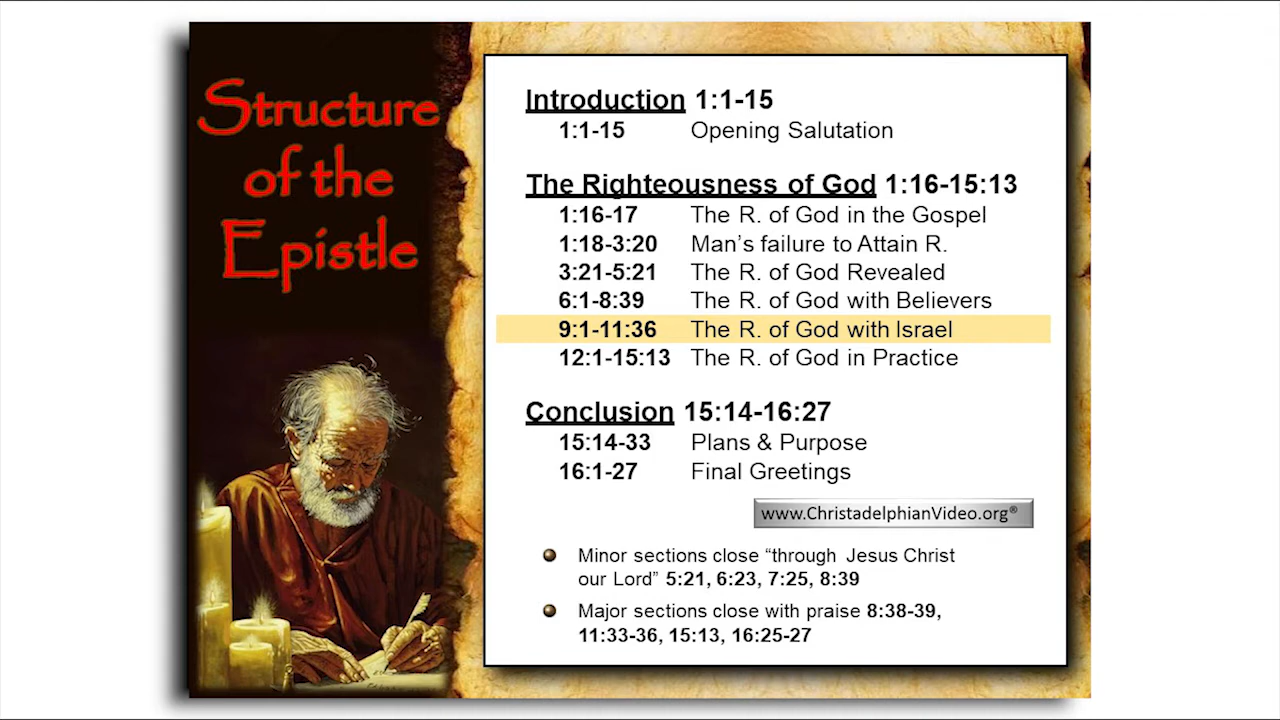 Structure
of the
Epistle
Introduction 1:1-15
1:1-15 Opening Salutation
The Righteousness of God 1:16-15:13
1:16-17 The R. of God in the Gospel
1:18-3:20 Man’s failure to Attain R.
3:21-5:21 The R. of God Revealed
6:1-8:39 The R. of God with Believers
9:1-11:36 The R. of God with Israel
12:1-15:13 The R. of God in Practice
Conclusion 15:14-16:27
15:14-33 Plans & Purpose
16:1-27 Final Greetings
www.ChristadelphianVideo.org®
Minor sections close “through Jesus Christ
our Lord” 5:21, 6:23, 7:25, 8:39
Major sections close with praise 8:38-39,
11:33-36, 15:13, 16:25-27